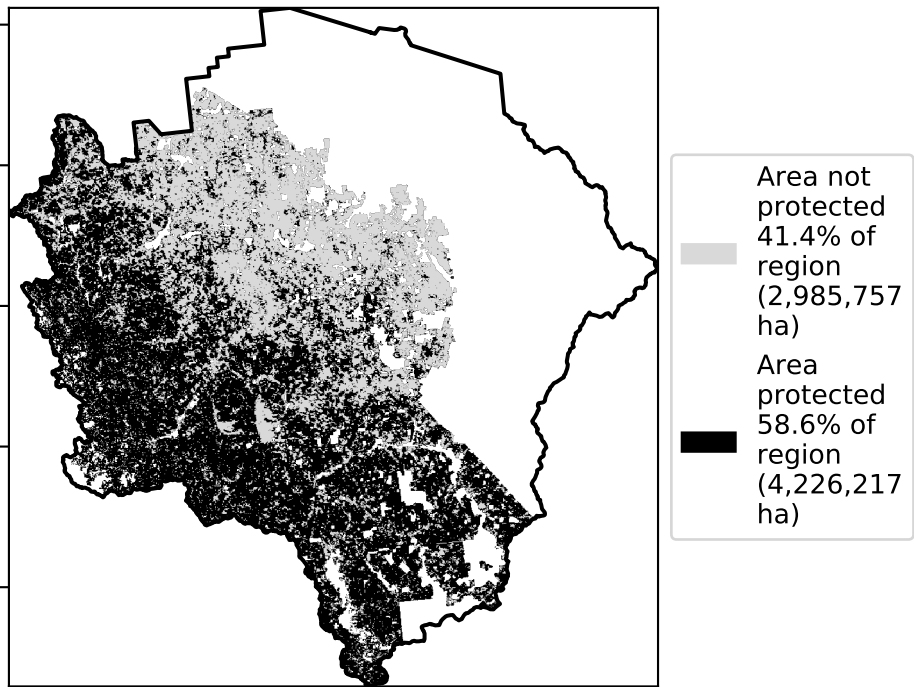 Area not
protected
41.4% of
region
(2,985,757
ha)
Area
protected
58.6% of
region
(4,226,217
ha)